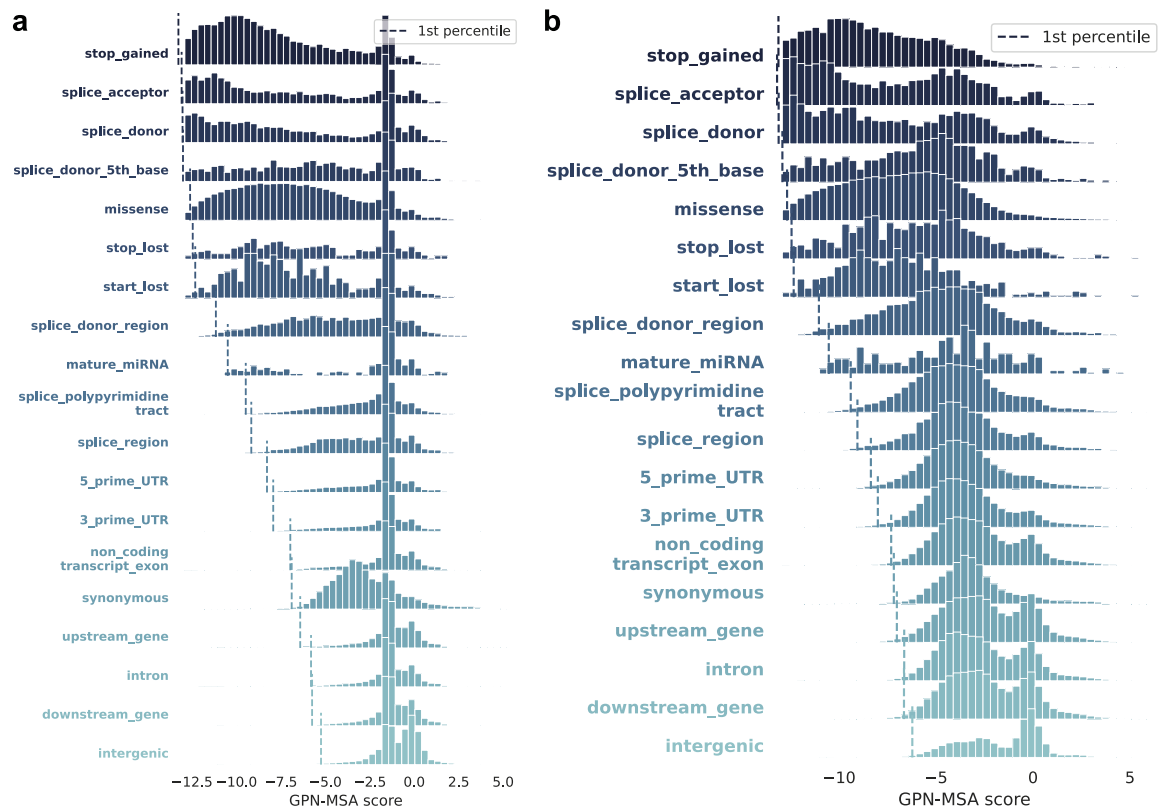 a
1st percentile
stop_gained
splice_acceptor
splice_donor
splice_donor_5th_base
missense
stop_lost
start_lost
splice_donor_region
mature_miRNA
splice_polypyrimidine
tract
splice_region
5_prime_UTR
3_prime_UTR
non_coding
transcript_exon
synonymous
upstream_gene
intron
downstream_gene
intergenic
−12.5 −10.0 −7.5 −5.0 −2.5 0.0 2.5 5.0
GPN-MSA score
b
1st percentile
stop_gained
splice_acceptor
splice_donor
splice_donor_5th_base
missense
stop_lost
start_lost
splice_donor_region
mature_miRNA
splice_polypyrimidine
tract
splice_region
5_prime_UTR
3_prime_UTR
non_coding
transcript_exon
synonymous
upstream_gene
intron
downstream_gene
intergenic
−10 −5 0 5
GPN-MSA score